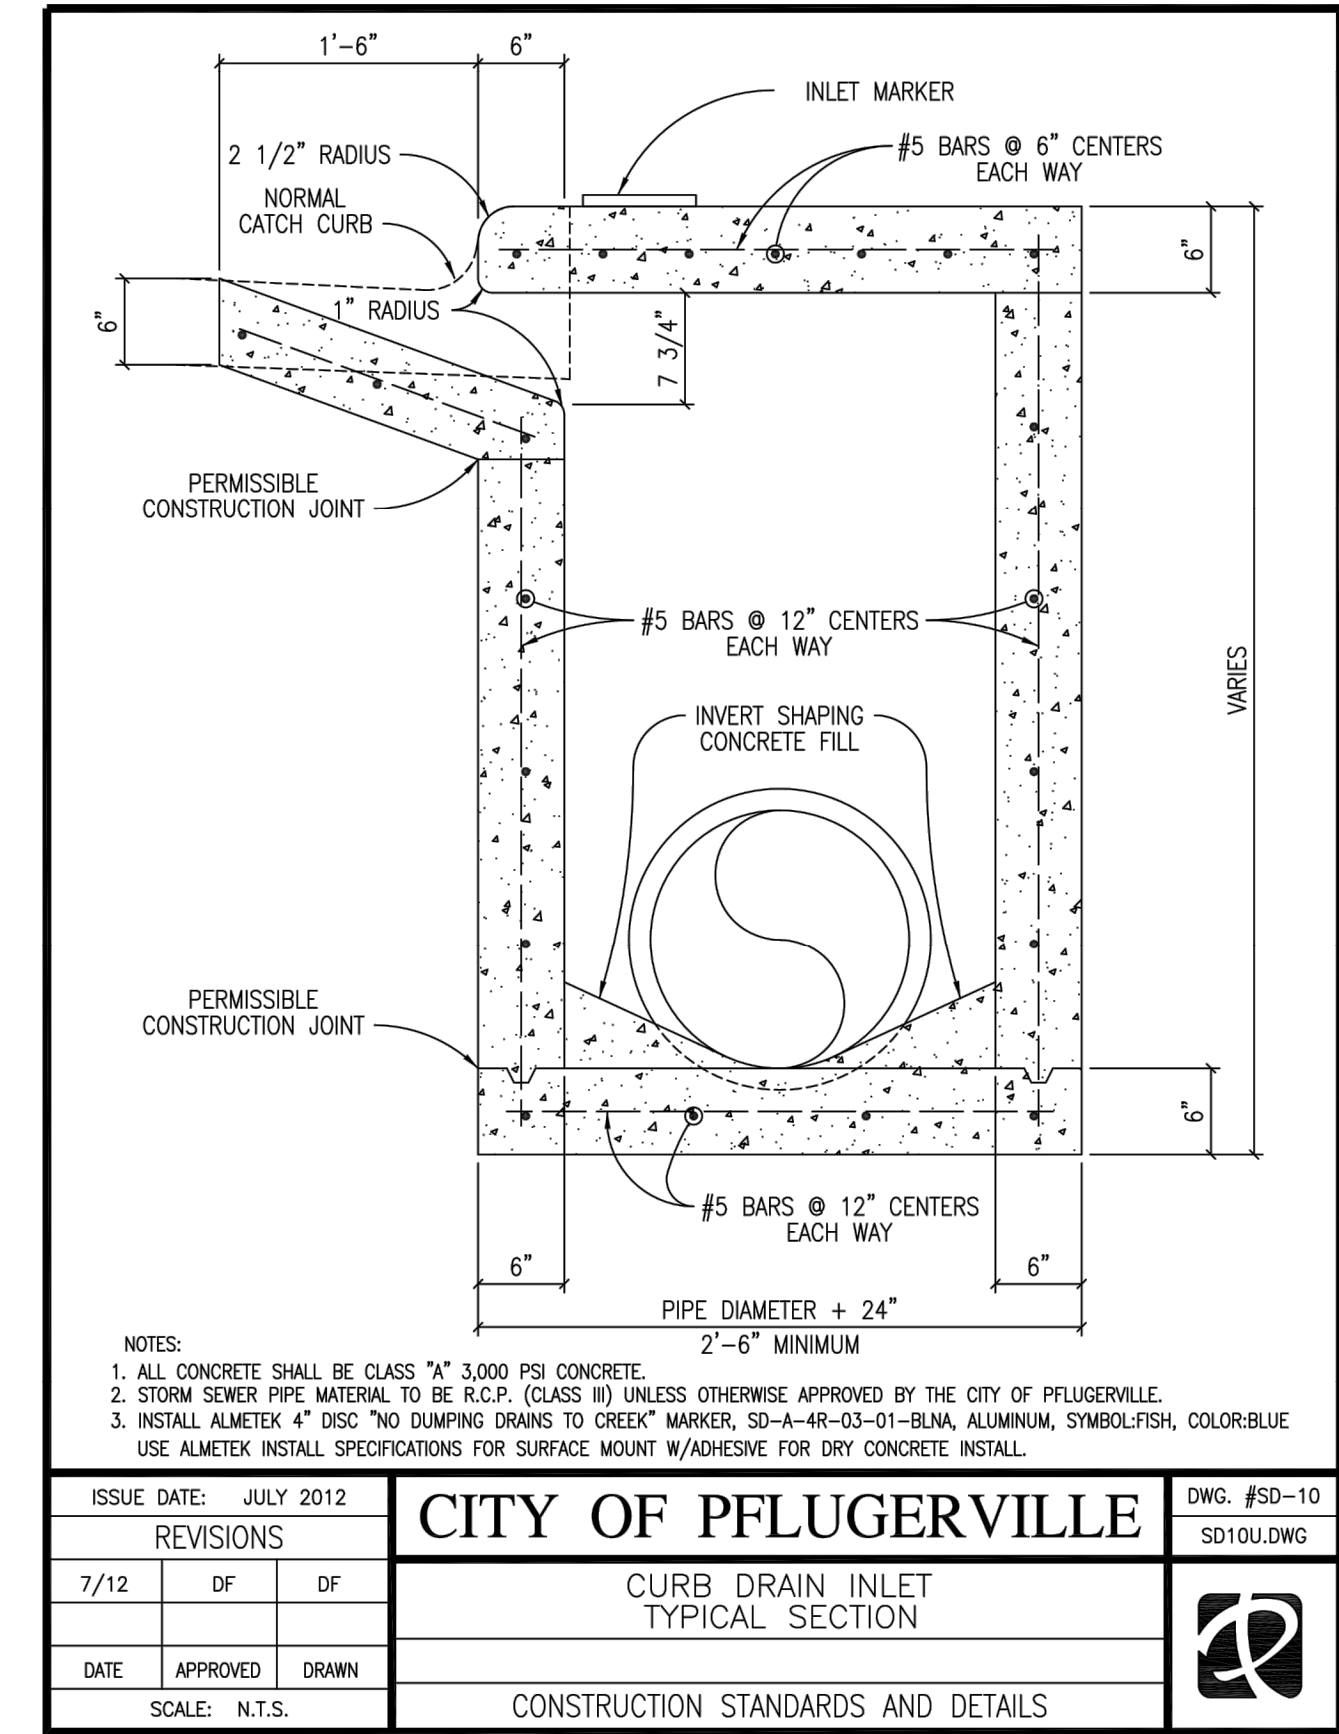 1'-6"
6"
INLET MARKER
2 1/2" RADIUS
#5 BARS @ 6" CENTERS
EACH WAY
NORMAL
CATCH CURB
6"
6"
1" RADIUS
7 3/4"
PERMISSIBLE
CONSTRUCTION JOINT
#5 BARS @ 12" CENTERS
EACH WAY
VARIES
INVERT SHAPING
CONCRETE FILL
PERMISSIBLE
CONSTRUCTION JOINT
6"
#5 BARS @ 12" CENTERS
EACH WAY
6"
6"
PIPE DIAMETER + 24"
2'-6" MINIMUM
NOTES:
1. ALL CONCRETE SHALL BE CLASS "A" 3,000 PSI CONCRETE.
2. STORM SEWER PIPE MATERIAL TO BE R.C.P. (CLASS III) UNLESS OTHERWISE APPROVED BY THE CITY OF PFLUGERVILLE.
3. INSTALL ALMETEK 4" DISC "NO DUMPING DRAINS TO CREEK" MARKER, SD-A-4R-03-01-BLNA, ALUMINUM, SYMBOL:FISH, COLOR:BLUE
USE ALMETEK INSTALL SPECIFICATIONS FOR SURFACE MOUNT W/ADHESIVE FOR DRY CONCRETE INSTALL.
ISSUE DATE: JULY 2012
REVISIONS
7/12 DF DF
DATE APPROVED DRAWN
SCALE: N.T.S.
CITY OF PFLUGERVILLE
CURB DRAIN INLET
TYPICAL SECTION
CONSTRUCTION STANDARDS AND DETAILS
DWG. #SD-10
SD10U.DWG